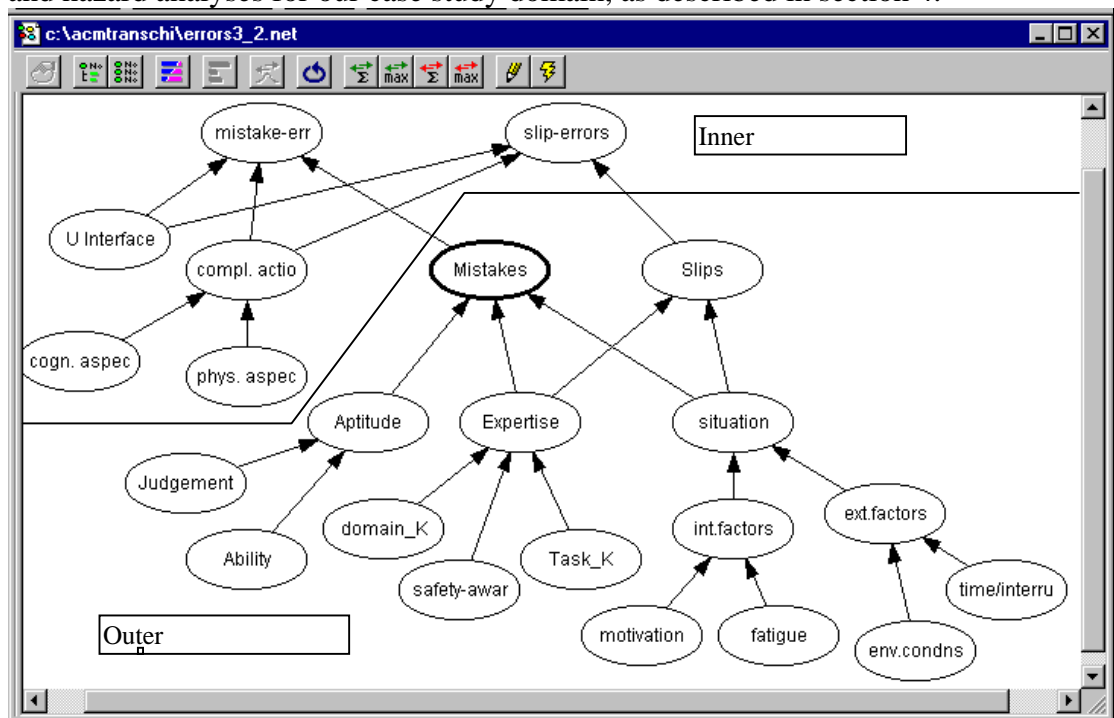 and hazard analyses for our case study domain, as described in section 4.
c:\acmtranschi\errors3_2.net
Σ max Σ max
mistake-err
slip-errors
Inner
U Interface
compl. actio
Mistakes
Slips
cogn. aspec
phys. aspec
Aptitude
Expertise
situation
Judgement
domain_K
int.factors
ext.factors
Ability
safety-awar
Task_K
time/interru
Outer
motivation
fatigue
env.condns